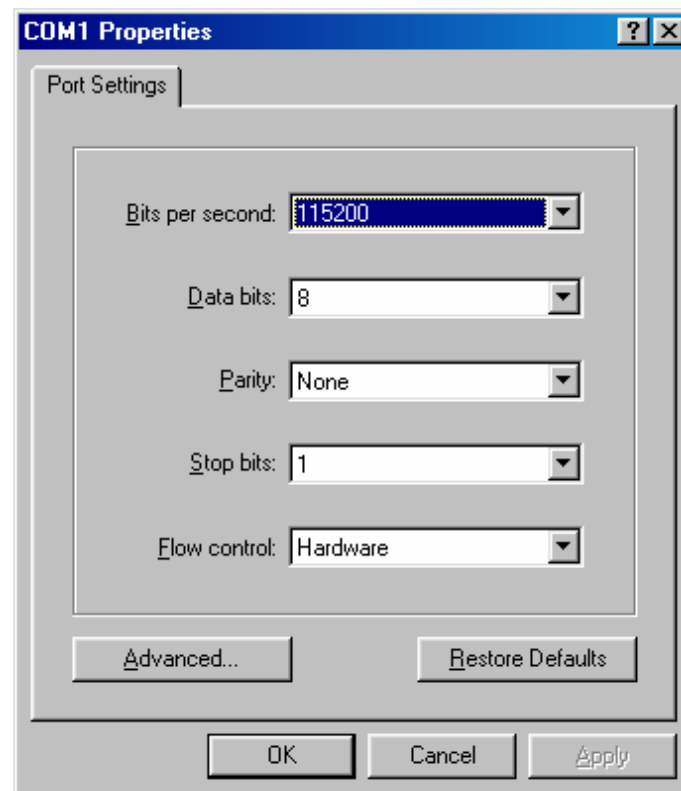 COM1 Properties
Port Settings
Bits per second: 115200
Data bits: 8
Parity: None
Stop bits: 1
Flow control: Hardware
Advanced... Restore Defaults
OK Cancel Apply